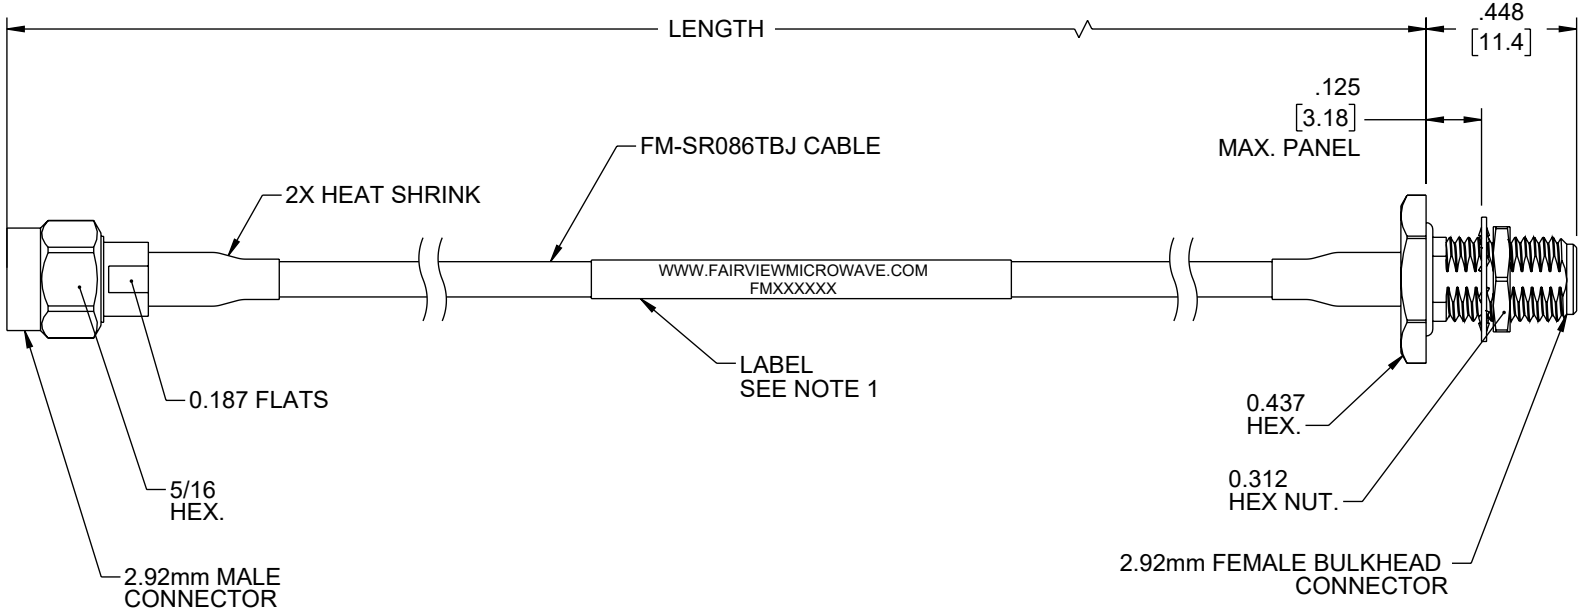 LENGTH
.448
[11.4]
.125
[3.18]
MAX. PANEL
FM-SR086TBJ CABLE
2X HEAT SHRINK
WWW.FAIRVIEWMICROWAVE.COM
FMXXXXXX
LABEL
SEE NOTE 1
0.187 FLATS
0.437
HEX.
5/16
HEX.
0.312
HEX NUT.
2.92mm MALE
CONNECTOR
2.92mm FEMALE BULKHEAD
CONNECTOR